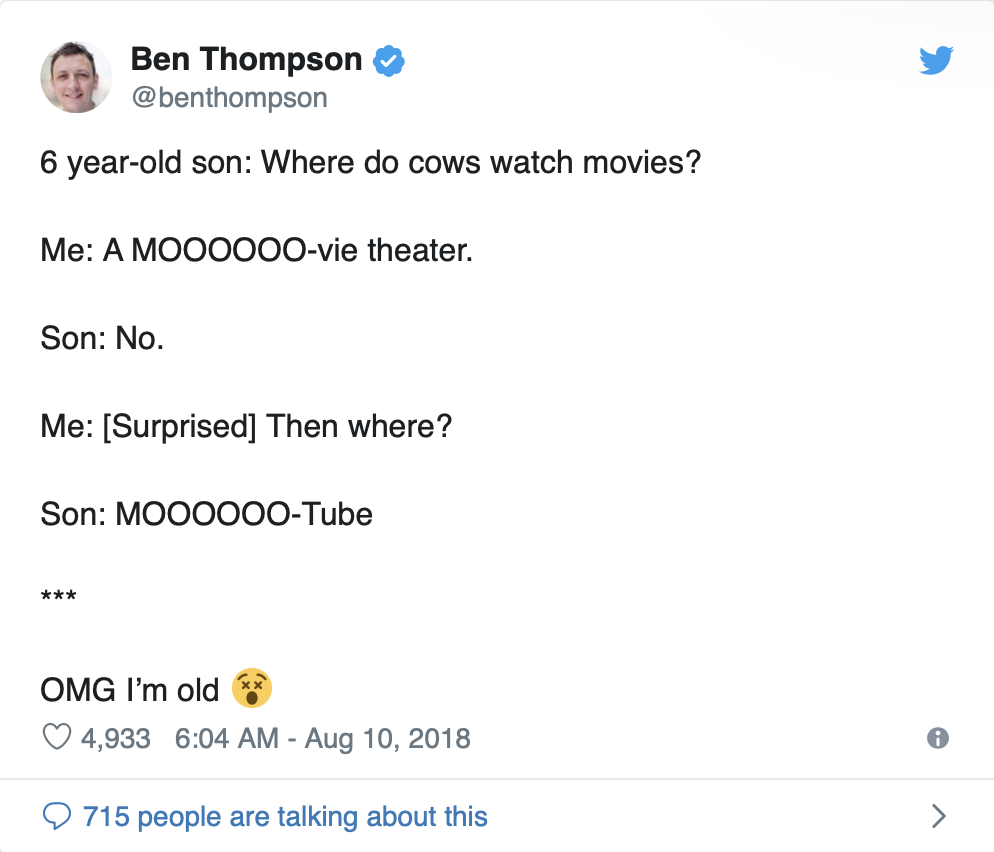 Ben Thompson
@benthompson
6 year-old son: Where do cows watch movies?
Me: A MOOOOOO-vie theater.
Son: No.
Me: [Surprised] Then where?
Son: MOOOOOO-Tube
***
OMG I’m old 😵
4,933 6:04 AM - Aug 10, 2018
715 people are talking about this